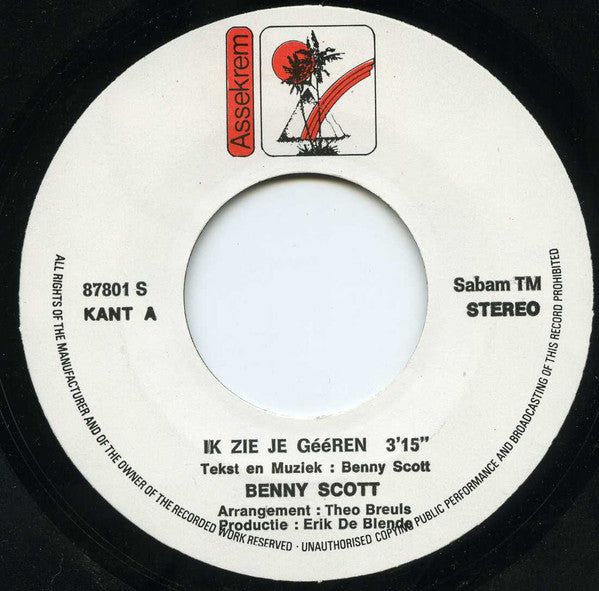 Assekrem
87801 S
KANT A
Sabam TM
STEREO
IK ZIE JE GééREN 3'15"
Tekst en Muziek : Benny Scott
BENNY SCOTT
Arrangement : Theo Breuls
Productie : Erik De Blende
ALL RIGHTS OF THE MANUFACTURER AND OF THE OWNER OF THE RECORDED WORK RESERVED · UNAUTHORISED COPYING PUBLIC PERFORMANCE AND BROADCASTING OF THIS RECORD PROHIBITED